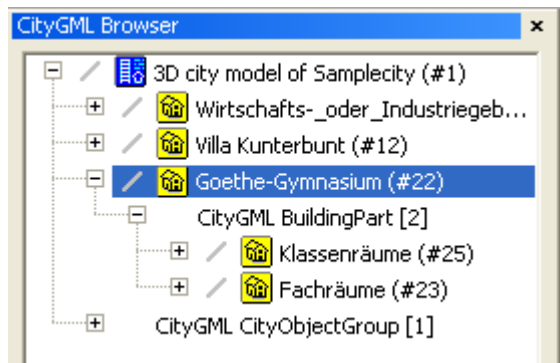 CityGML Browser
3D city model of Samplecity (#1)
Wirtschafts-_oder_Industriegeb...
Villa Kunterbunt (#12)
Goethe-Gymnasium (#22)
CityGML BuildingPart [2]
Klassenräume (#25)
Fachräume (#23)
CityGML CityObjectGroup [1]